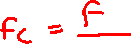 fc = F